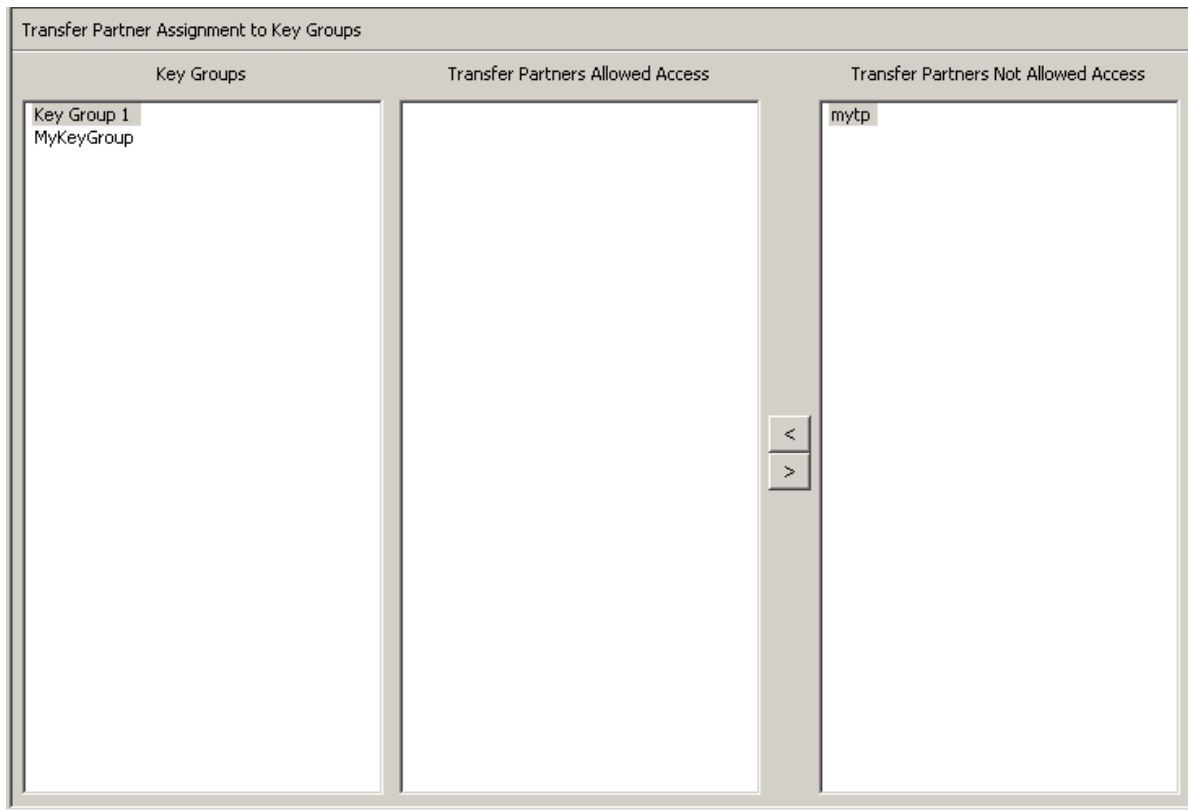 Transfer Partner Assignment to Key Groups
Key Groups
Transfer Partners Allowed Access
Transfer Partners Not Allowed Access
Key Group 1
MyKeyGroup
mytp
<
>